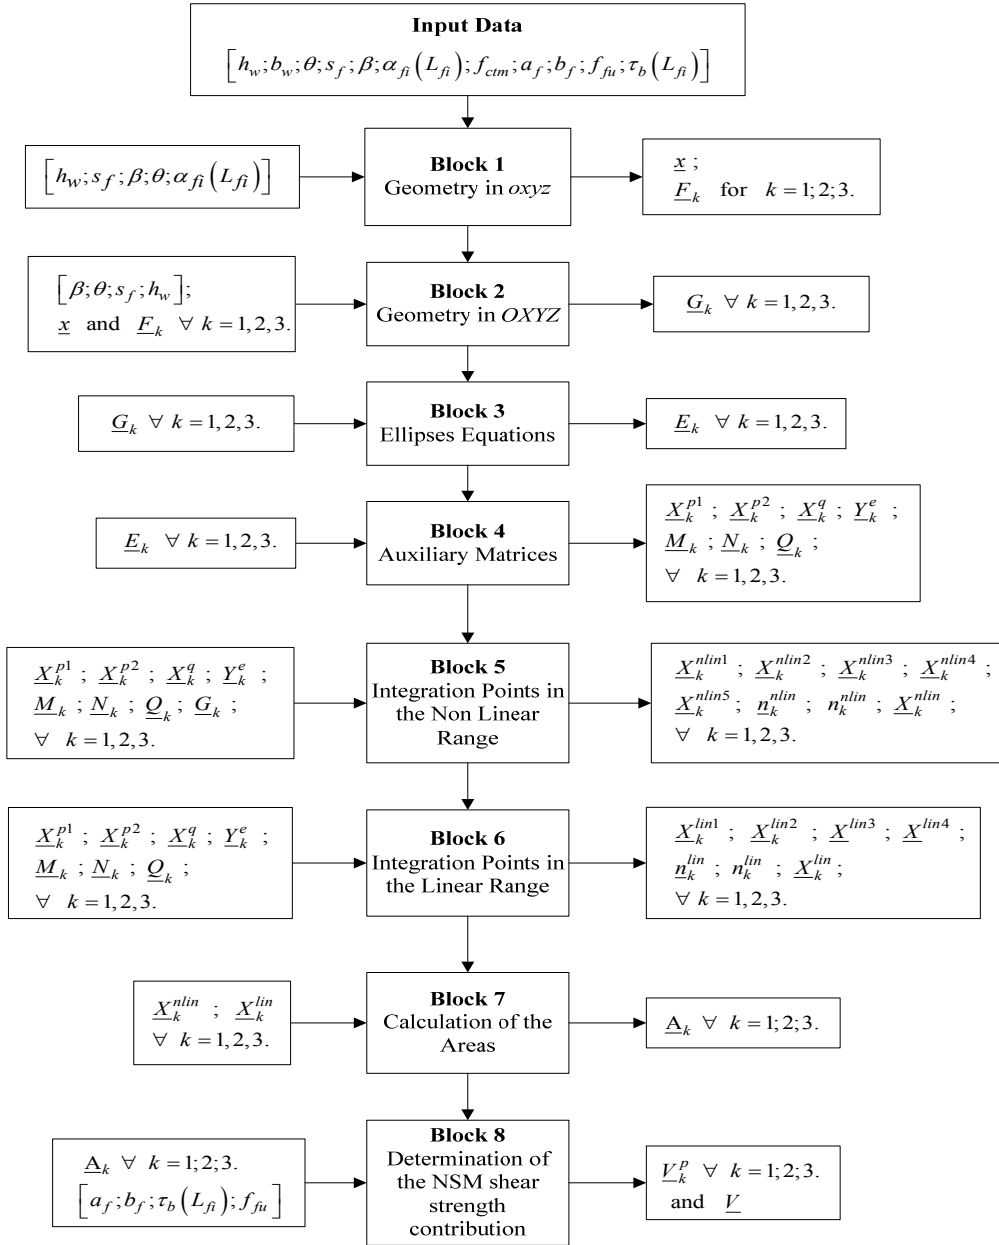 Input Data
[h_w; b_w; θ; s_f; β; α_fi(L_fi); f_ctm; a_f; b_f; f_fu; τ_b(L_fi)]
[h_w; s_f; β; θ; α_fi(L_fi)]
Block 1
Geometry in oxyz
x ;
F_k for k = 1;2;3.
[β; θ; s_f; h_w];
x and F_k ∀ k = 1,2,3.
Block 2
Geometry in OXYZ
G_k ∀ k = 1,2,3.
G_k ∀ k = 1,2,3.
Block 3
Ellipses Equations
E_k ∀ k = 1,2,3.
E_k ∀ k = 1,2,3.
Block 4
Auxiliary Matrices
X_k^p1 ; X_k^p2 ; X_k^q ; Y_k^e ;
M_k ; N_k ; Q_k ;
∀ k = 1,2,3.
X_k^p1 ; X_k^p2 ; X_k^q ; Y_k^e ;
M_k ; N_k ; Q_k ; G_k ;
∀ k = 1,2,3.
Block 5
Integration Points in
the Non Linear
Range
X_k^nlin1 ; X_k^nlin2 ; X_k^nlin3 ; X_k^nlin4 ;
X_k^nlin5 ; n_k^nlin ; n_k^nlin ; X_k^nlin ;
∀ k = 1,2,3.
X_k^p1 ; X_k^p2 ; X_k^q ; Y_k^e ;
M_k ; N_k ; Q_k ;
∀ k = 1,2,3.
Block 6
Integration Points in
the Linear Range
X_k^lin1 ; X_k^lin2 ; X^lin3 ; X^lin4 ;
n_k^lin ; n_k^lin ; X_k^lin ;
∀ k = 1,2,3.
X_k^nlin ; X_k^lin
∀ k = 1,2,3.
Block 7
Calculation of the
Areas
A_k ∀ k = 1;2;3.
A_k ∀ k = 1;2;3.
[a_f; b_f; τ_b(L_fi); f_fu]
Block 8
Determination of
the NSM shear
strength
contribution
V_k^p ∀ k = 1;2;3.
and V